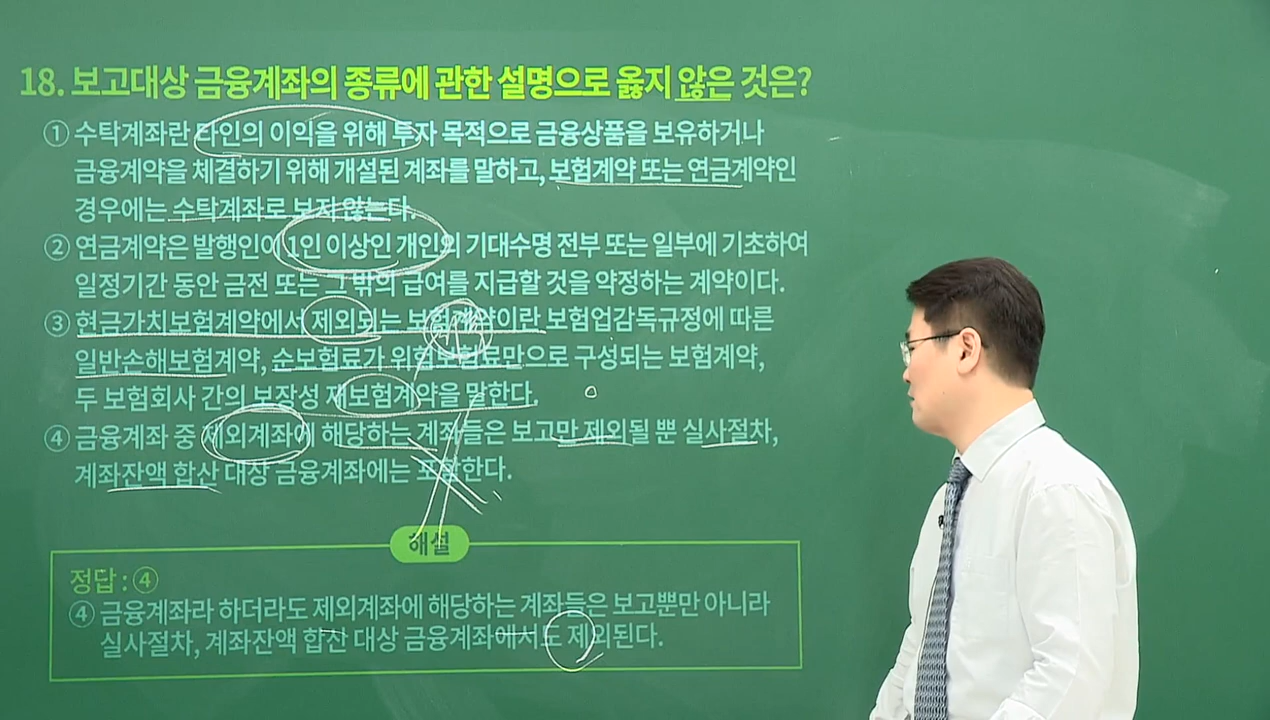 18. 보고대상 금융계좌의 종류에 관한 설명으로 옳지 않은 것은?
① 수탁계좌란 타인의 이익을 위해 투자 목적으로 금융상품을 보유하거나
금융계약을 체결하기 위해 개설된 계좌를 말하고, 보험계약 또는 연금계약인
경우에는 수탁계좌로 보지 않는다.
② 연금계약은 발행인이 1인 이상인 개인의 기대수명 전부 또는 일부에 기초하여
일정기간 동안 금전 또는 그 밖의 급여를 지급할 것을 약정하는 계약이다.
③ 현금가치보험계약에서 제외되는 보험계약이란 보험업감독규정에 따른
일반손해보험계약, 순보험료가 위험보험료만으로 구성되는 보험계약,
두 보험회사 간의 보장성 재보험계약을 말한다.
④ 금융계좌 중 제외계좌에 해당하는 계좌들은 보고만 제외될 뿐 실사절차,
계좌잔액 합산 대상 금융계좌에는 포함한다.
해설
정답 : ④
④ 금융계좌라 하더라도 제외계좌에 해당하는 계좌들은 보고뿐만 아니라
실사절차, 계좌잔액 합산 대상 금융계좌에서도 제외된다.